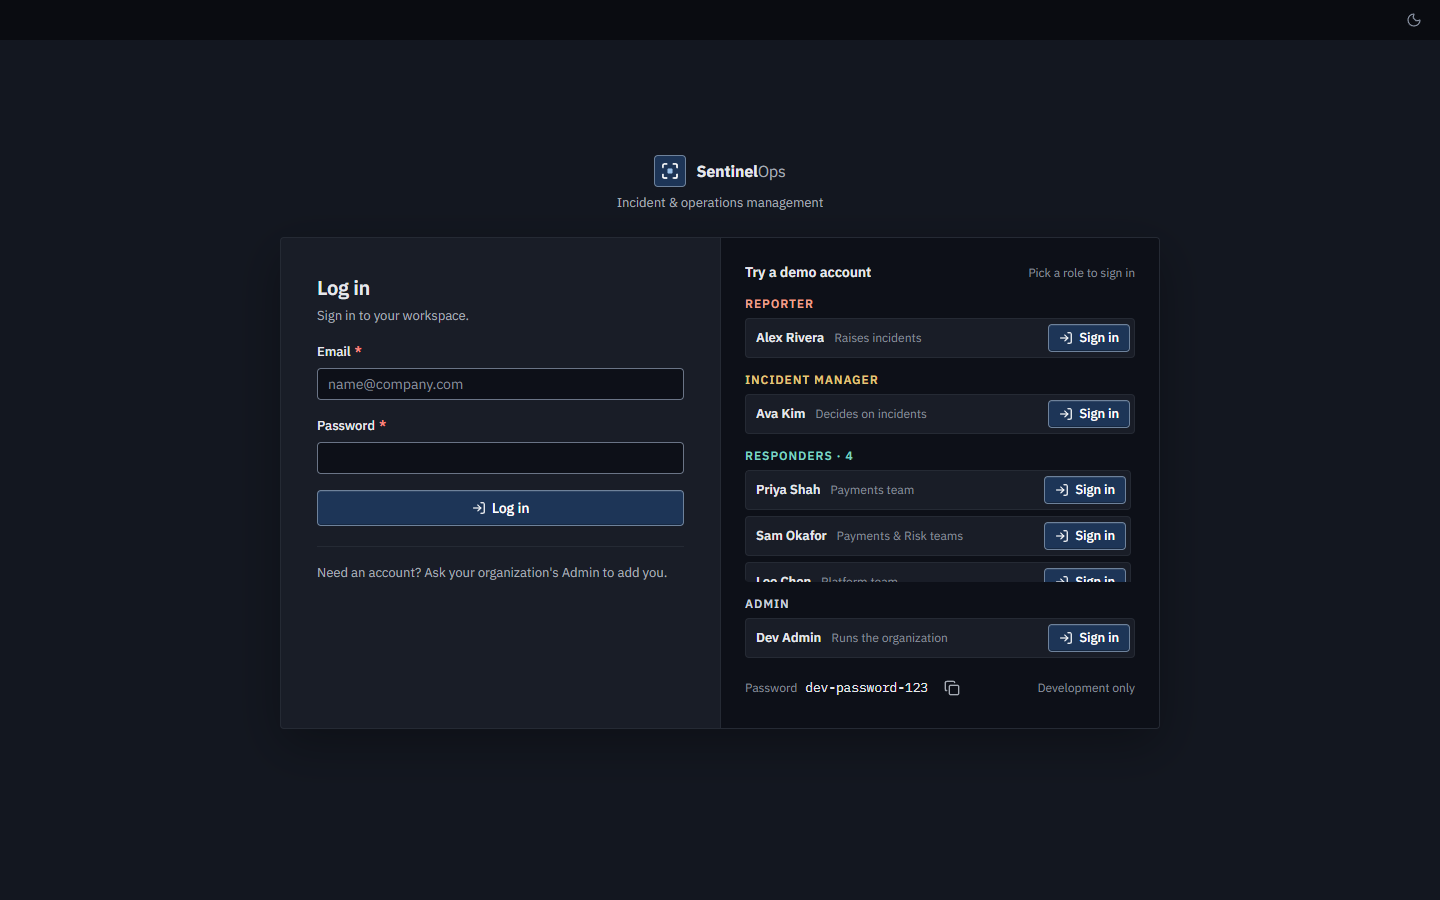 SentinelOps
Incident & operations management
Log in
Sign in to your workspace.
Email *
name@company.com
Password *
Log in
Need an account? Ask your organization's Admin to add you.
Try a demo account Pick a role to sign in
REPORTER
Alex Rivera Raises incidents Sign in
INCIDENT MANAGER
Ava Kim Decides on incidents Sign in
RESPONDERS · 4
Priya Shah Payments team Sign in
Sam Okafor Payments & Risk teams Sign in
Platform team Sign in
ADMIN
Dev Admin Runs the organization Sign in
Password dev-password-123 Development only